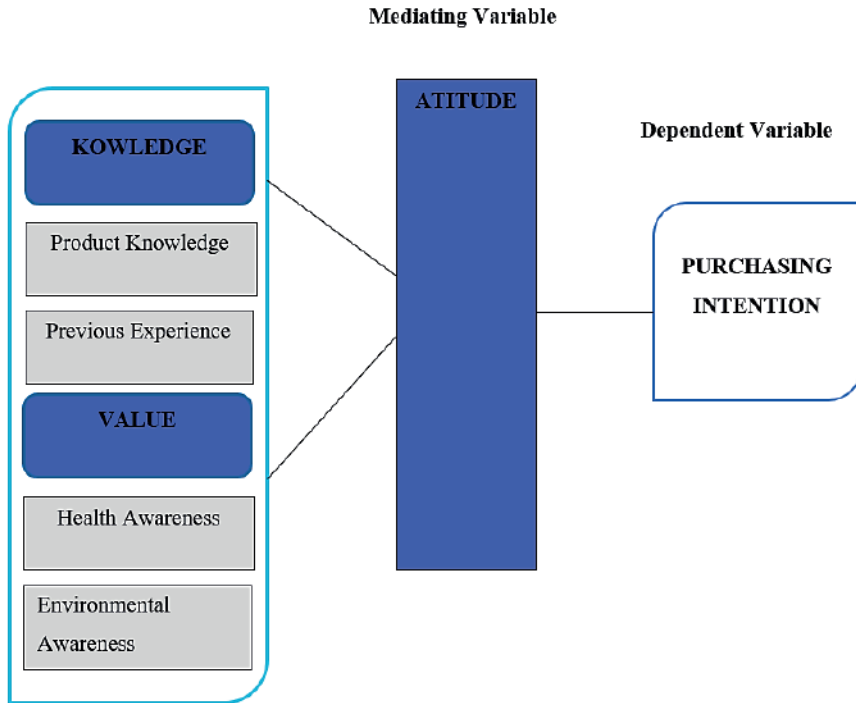 Mediating Variable
ATITUDE
KOWLEDGE
Product Knowledge
Previous Experience
VALUE
Health Awareness
Environmental
Awareness
Dependent Variable
PURCHASING
INTENTION